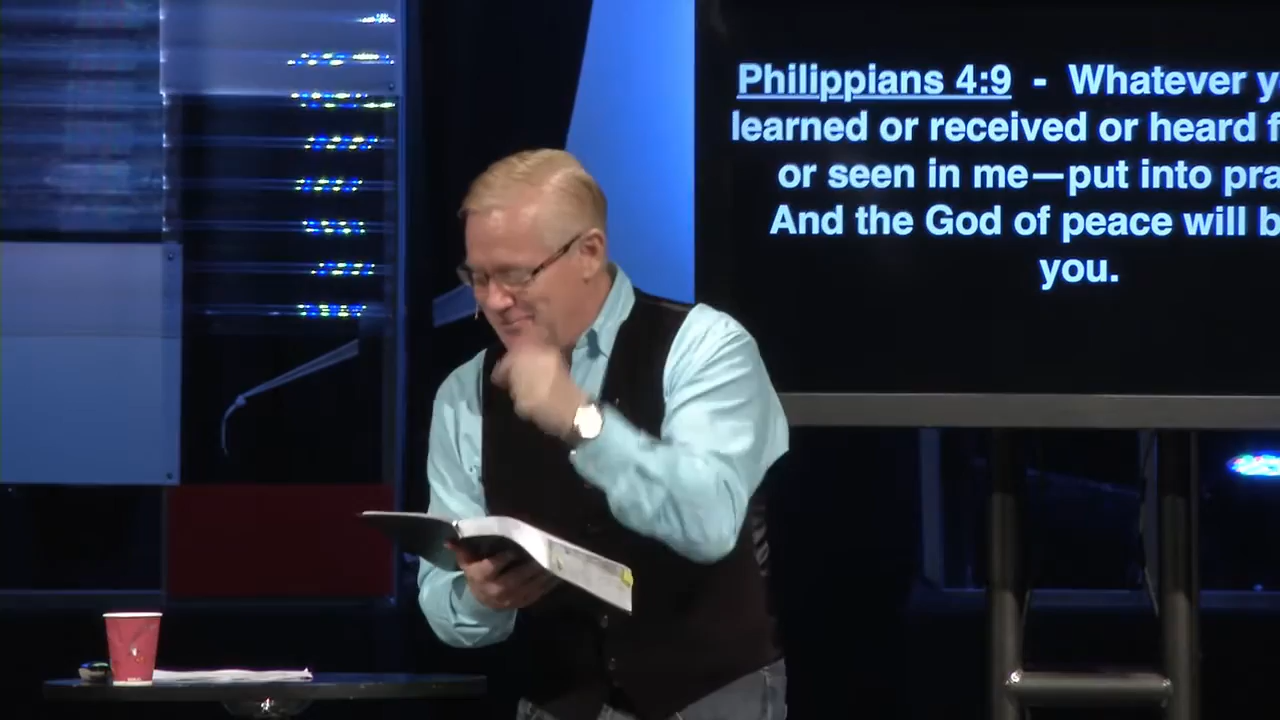 Philippians 4:9 - Whatever y
learned or received or heard f
or seen in me—put into pra
And the God of peace will b
you.